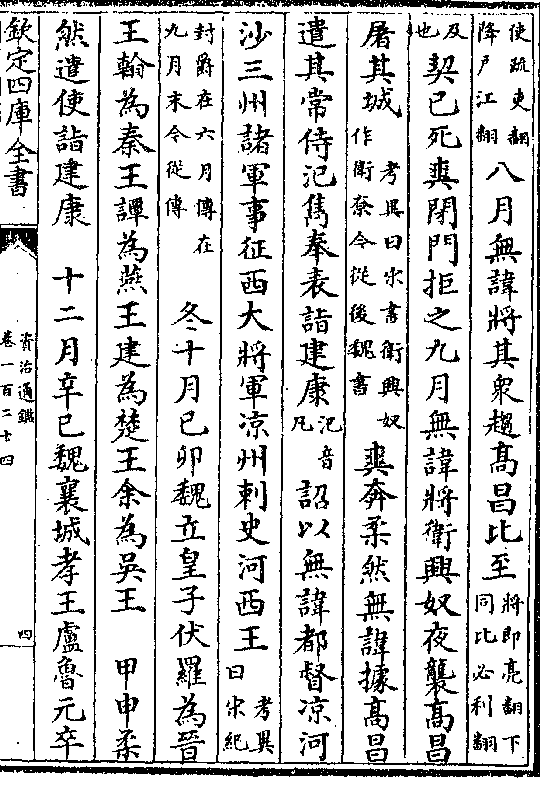 使疏吏翻
降戶江翻
八月無諱將其衆趨髙昌比至
將即亮翻下
同比必利翻
及
也
契已死爽閉門拒之九月無諱將衛興奴夜襲髙昌
屠其城
考異曰宋書衛興奴
作衛尞今從後魏書
爽奔柔然無諱據髙昌
遣其常侍氾雋奉表詣建康
氾音
凡
詔以無諱都督涼河
沙三州諸軍事征西大將軍涼州刺史河西王
考異
曰宋紀
封爵在六月傳在
九月末今從傳
冬十月己卯魏立皇子伏羅為晉
王翰為秦王譚為燕王建為楚王余為吳王 甲申柔
然遣使詣建康 十二月辛巳魏襄城孝王盧魯元卒
欽定四庫全書
資治通鑑
卷一百二十四
四